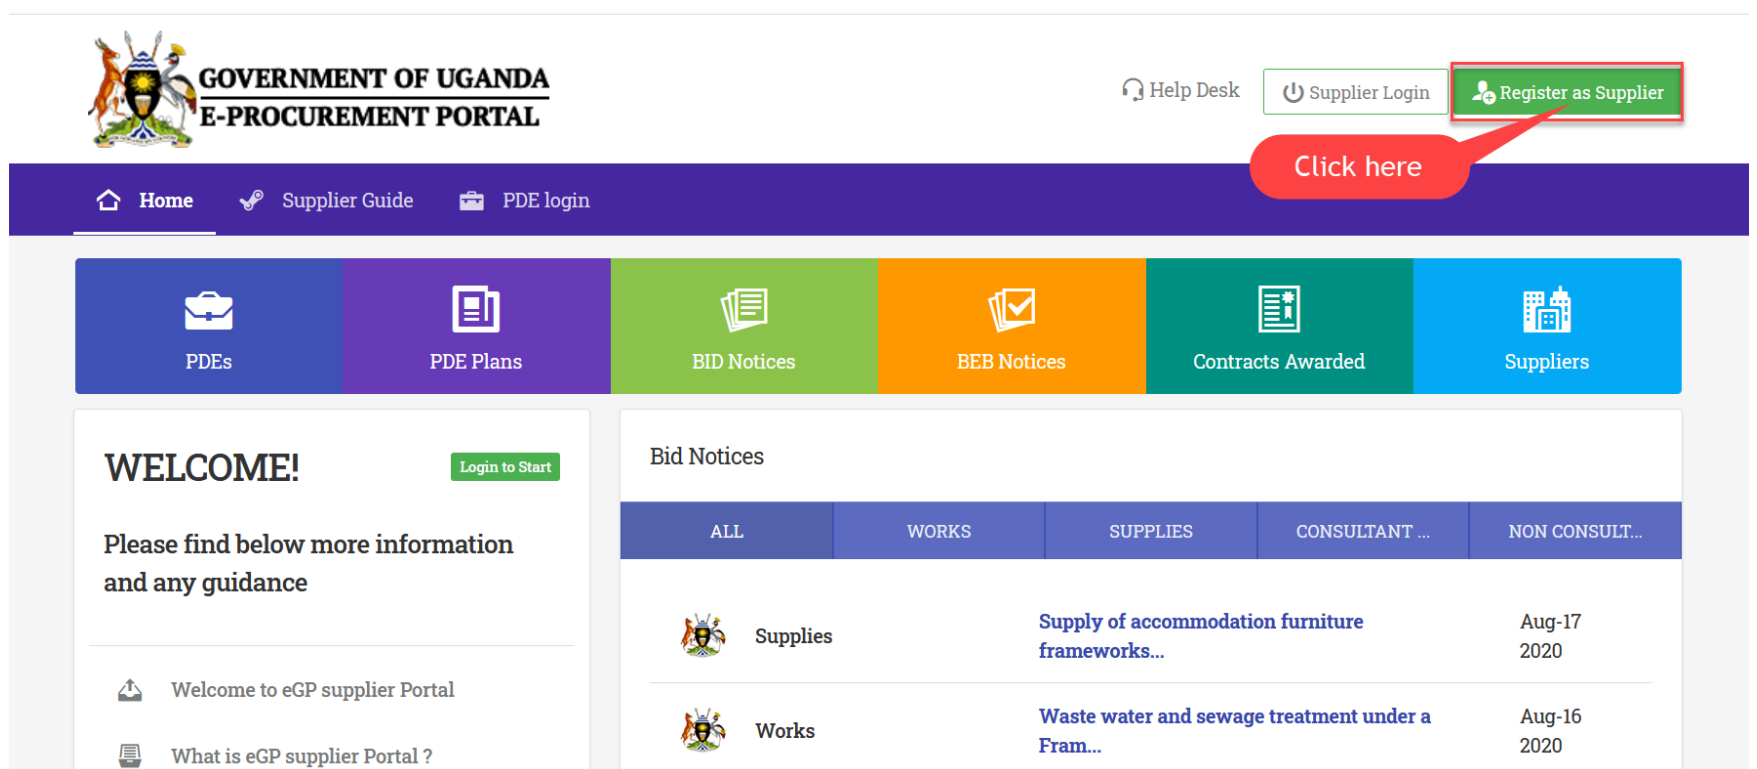 GOVERNMENT OF UGANDA
E-PROCUREMENT PORTAL
Help Desk
Supplier Login
Register as Supplier
Click here
Home
Supplier Guide
PDE login
PDEs
PDE Plans
BID Notices
BEB Notices
Contracts Awarded
Suppliers
WELCOME!
Login to Start
Please find below more information
and any guidance
Welcome to eGP supplier Portal
What is eGP supplier Portal ?
Bid Notices
ALL
WORKS
SUPPLIES
CONSULTANT ...
NON CONSULT...
Supplies
Supply of accommodation furniture
frameworks...
Aug-17
2020
Works
Waste water and sewage treatment under a
Fram...
Aug-16
2020